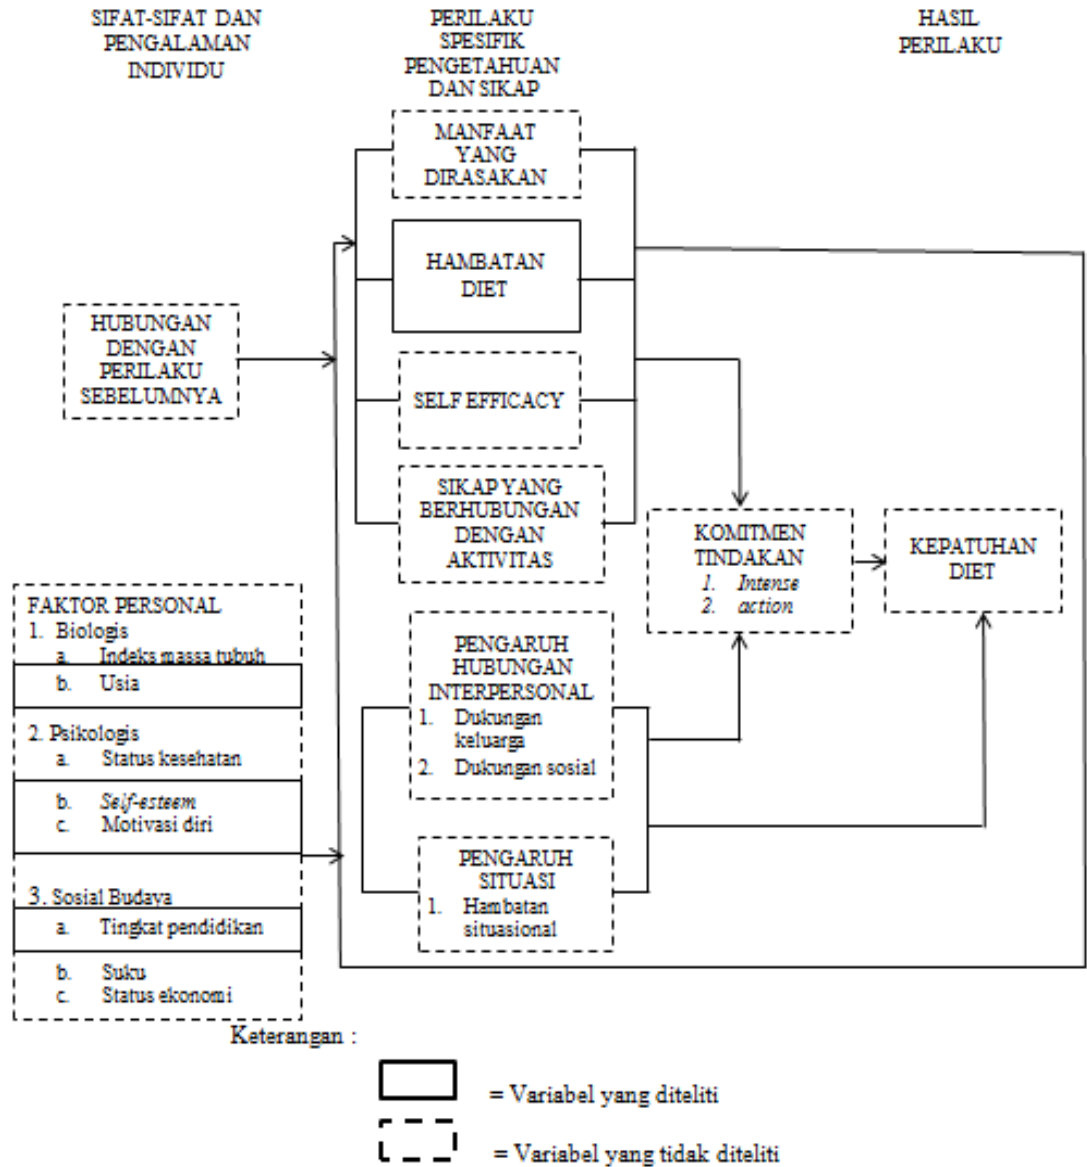 SIFAT-SIFAT DAN
PENGALAMAN
INDIVIDU
PERILAKU
SPESIFIK
PENGETAHUAN
DAN SIKAP
HASIL
PERILAKU
MANFAAT
YANG
DIRASAKAN
HAMBATAN
DIET
HUBUNGAN
DENGAN
PERILAKU
SEBELUMNYA
SELF EFFICACY
SIKAP YANG
BERHUBUNGAN
DENGAN
AKTIVITAS
KOMITMEN
TINDAKAN
1. Intense
2. action
KEPATUHAN
DIET
FAKTOR PERSONAL
1. Biologis
a. Indeks massa tubuh
b. Usia
2. Psikologis
a. Status kesehatan
b. Self-esteem
c. Motivasi diri
3. Sosial Budaya
a. Tingkat pendidikan
b. Suku
c. Status ekonomi
PENGARUH
HUBUNGAN
INTERPERSONAL
1. Dukungan
keluarga
2. Dukungan sosial
PENGARUH
SITUASI
1. Hambatan
situasional
Keterangan :
= Variabel yang diteliti
= Variabel yang tidak diteliti